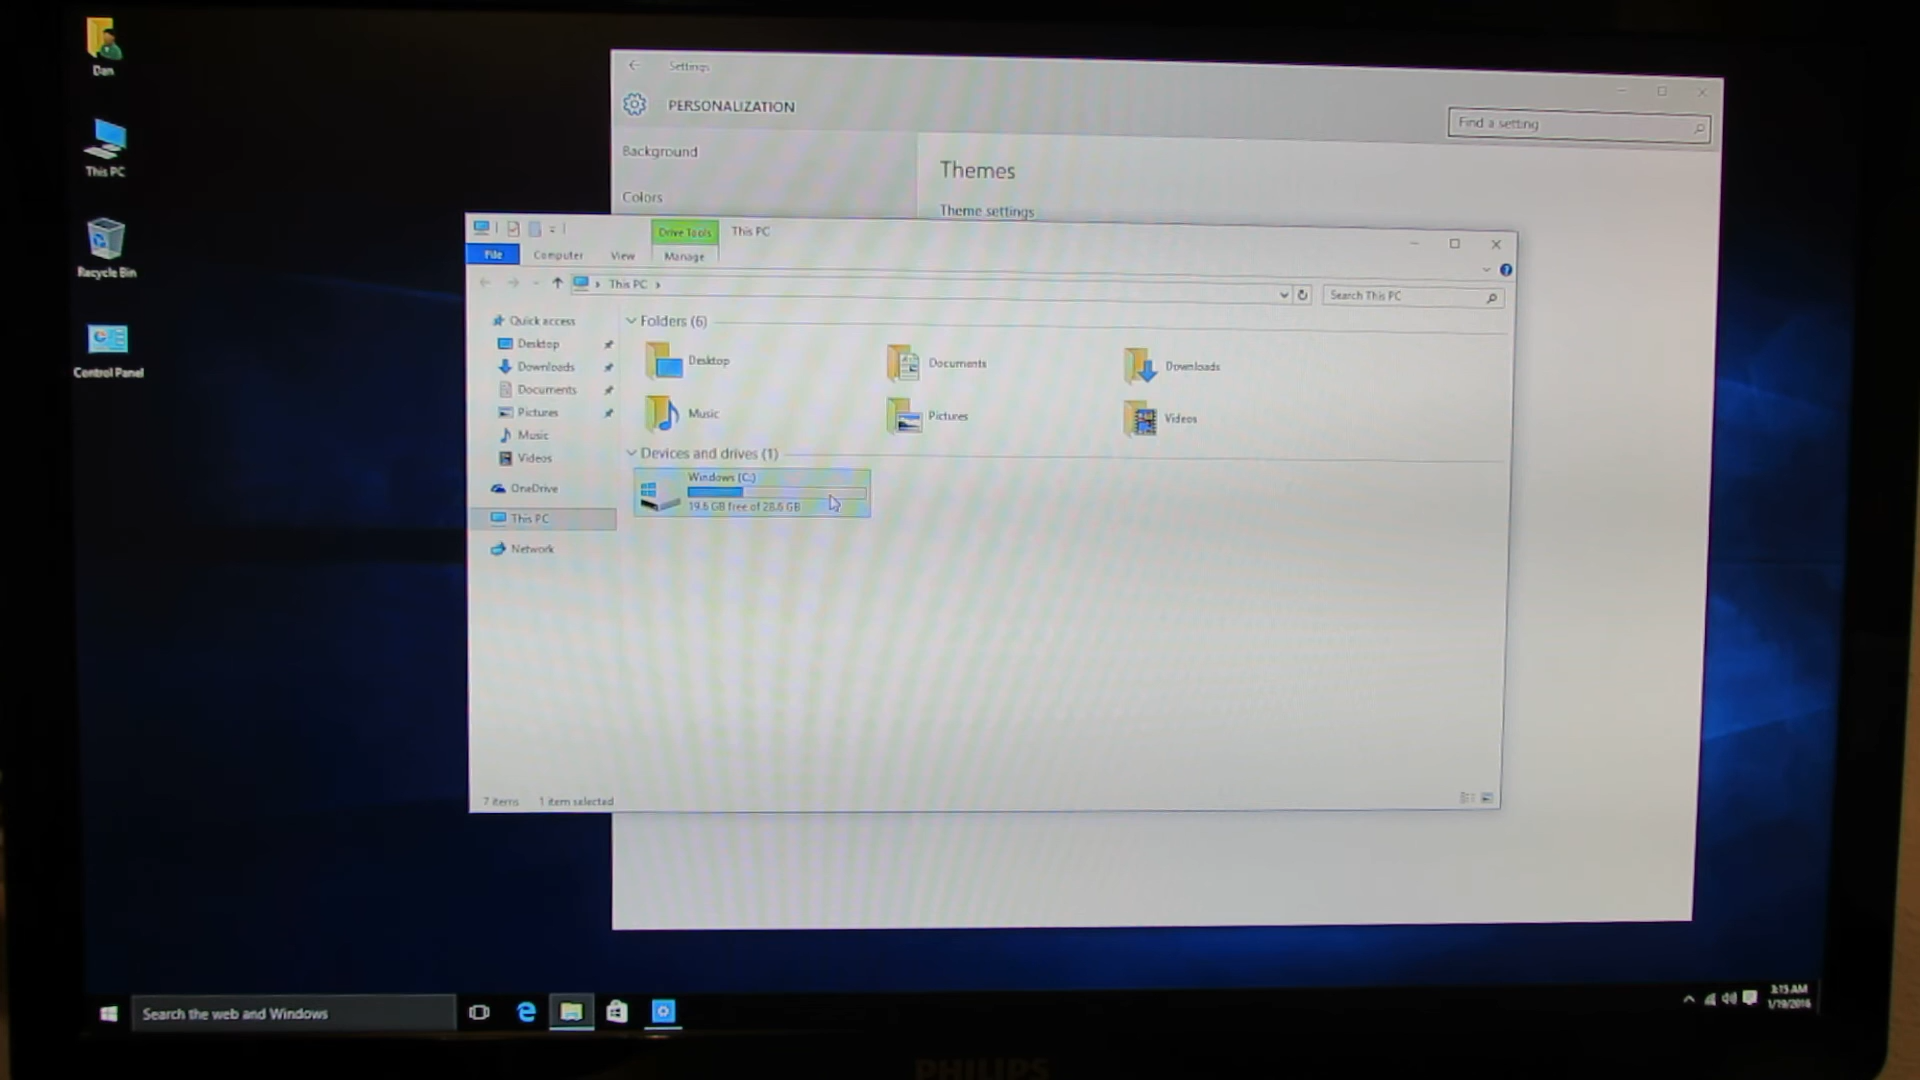 Dan
This PC
Recycle Bin
Control Panel
Settings
PERSONALIZATION
Find a setting
Background
Colors
Themes
Theme settings
Drive Tools
This PC
File
Computer
View
Manage
This PC
Search This PC
Quick access
Desktop
Downloads
Documents
Pictures
Music
Videos
OneDrive
This PC
Network
Folders (6)
Desktop
Documents
Downloads
Music
Pictures
Videos
Devices and drives (1)
Windows (C:)
19.6 GB free of 28.6 GB
7 items
1 item selected
Search the web and Windows
3:15 AM
1/19/2016
PHILIPS